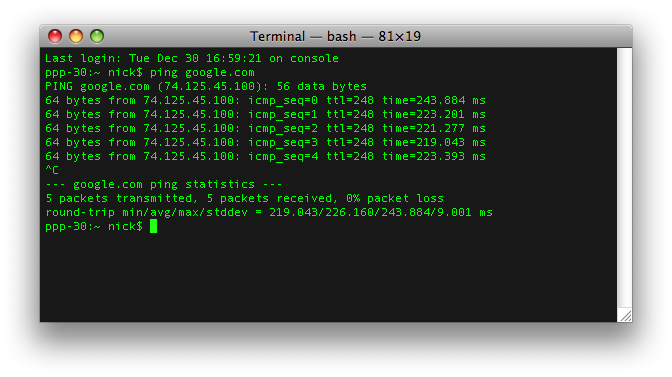 Terminal — bash — 81×19
Last login: Tue Dec 30 16:59:21 on console
ppp-30:~ nick$ ping google.com
PING google.com (74.125.45.100): 56 data bytes
64 bytes from 74.125.45.100: icmp_seq=0 ttl=248 time=243.884 ms
64 bytes from 74.125.45.100: icmp_seq=1 ttl=248 time=223.201 ms
64 bytes from 74.125.45.100: icmp_seq=2 ttl=248 time=221.277 ms
64 bytes from 74.125.45.100: icmp_seq=3 ttl=248 time=219.043 ms
64 bytes from 74.125.45.100: icmp_seq=4 ttl=248 time=223.393 ms
^C
--- google.com ping statistics ---
5 packets transmitted, 5 packets received, 0% packet loss
round-trip min/avg/max/stddev = 219.043/226.160/243.884/9.001 ms
ppp-30:~ nick$